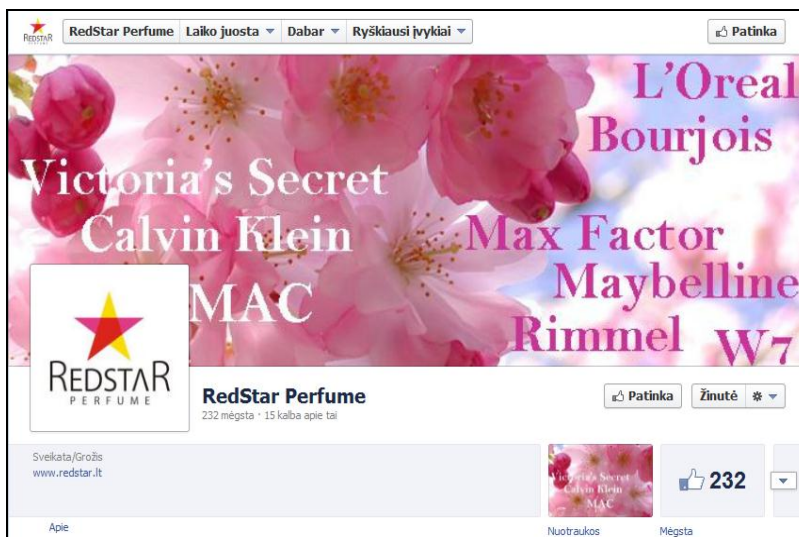 REDSTAR
PERFUME
RedStar Perfume Laiko juosta Dabar Ryškiausi įvykiai Patinka
L'Oreal
Bourjois
Victoria's Secret
Calvin Klein
MAC
Max Factor
Maybelline
Rimmel W7
REDSTAR
PERFUME
RedStar Perfume
232 mėgsta · 15 kalba apie tai
Patinka Žinutė
Sveikata/Grožis
www.redstar.lt
Victoria's Secret
Calvin Klein
MAC
232
Apie
Nuotraukos Mėgsta